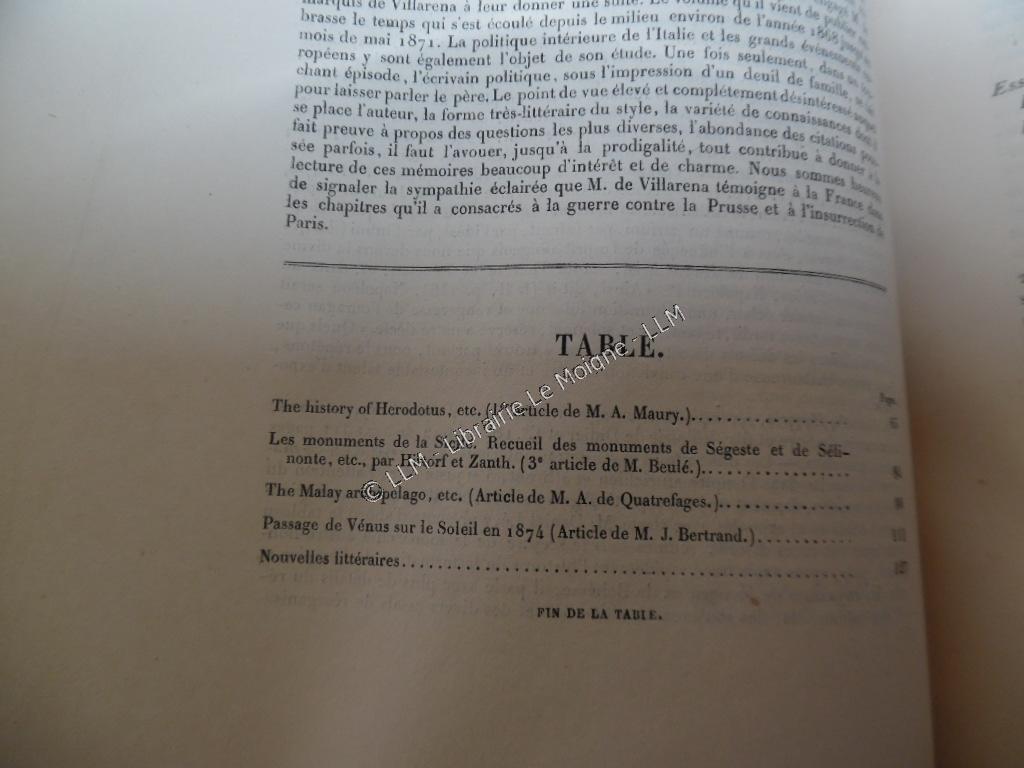 marquis de Villarena à leur donner une suite. Le volume qu'il vient de publier
brasse le temps qui s'est écoulé depuis le milieu environ de l'année 1868
mois de mai 1871. La politique intérieure de l'Italie et les grands événements
ropéens y sont également l'objet de son étude. Une fois seulement, dans un
chant épisode, l'écrivain politique, sous l'impression d'un deuil de famille,
pour laisser parler le père. Le point de vue élevé et complétement désintéressé
se place l'auteur, la forme très-littéraire du style, la variété de connaissances dont il
fait preuve à propos des questions les plus diverses, l'abondance des citations
sée parfois, il faut l'avouer, jusqu'à la prodigalité, tout contribue à donner à la
lecture de ces mémoires beaucoup d'intérêt et de charme. Nous sommes heureux
de signaler la sympathie éclairée que M. de Villarena témoigne à la France dans
les chapitres qu'il a consacrés à la guerre contre la Prusse et à l'insurrection de
Paris.
TABLE.
Pages.
The history of Herodotus, etc. (1er article de M. A. Maury.)
Les monuments de la Sicile. Recueil des monuments de Ségeste et de Séli-
nonte, etc., par Hittorf et Zanth. (3e article de M. Beulé.)
The Malay archipelago, etc. (Article de M. A. de Quatrefages.)
Passage de Vénus sur le Soleil en 1874 (Article de M. J. Bertrand.)
Nouvelles littéraires 127
FIN DE LA TABLE.
© LLM - Librairie Le Moigne - LLM
Ess